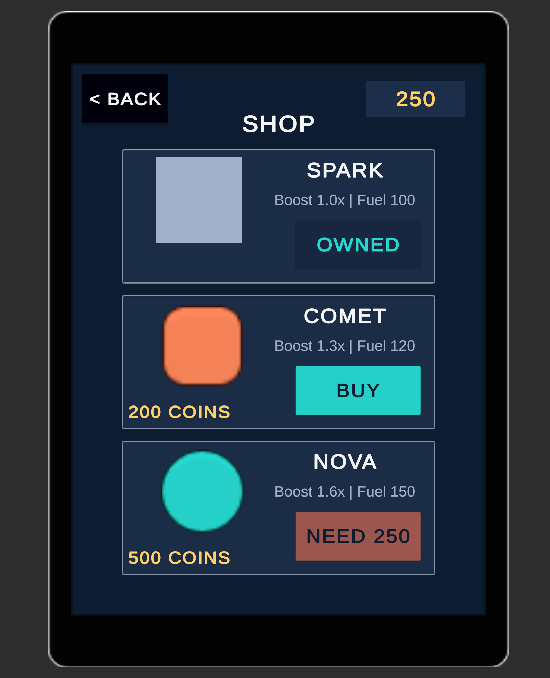 < BACK
250
SHOP
SPARK
Boost 1.0x | Fuel 100
OWNED
COMET
Boost 1.3x | Fuel 120
BUY
200 COINS
NOVA
Boost 1.6x | Fuel 150
NEED 250
500 COINS